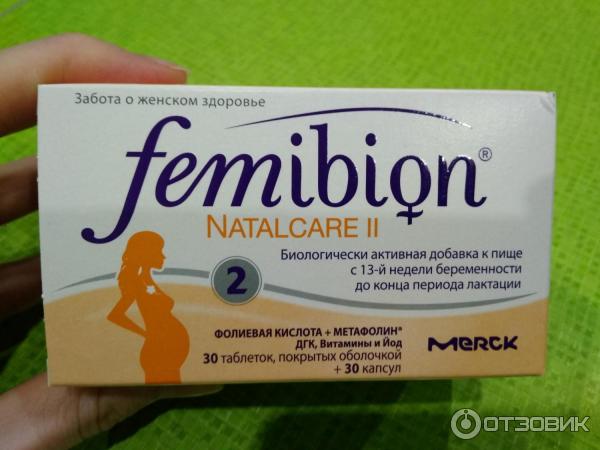 Забота о женском здоровье
femibion®
NATALCARE II
Биологически активная добавка к пище
с 13-й недели беременности
до конца периода лактации
2
ФОЛИЕВАЯ КИСЛОТА + МЕТАФОЛИН®
ДГК, Витамины и Йод
30 таблеток, покрытых оболочкой
+ 30 капсул
MERCK
ОТЗОВИК